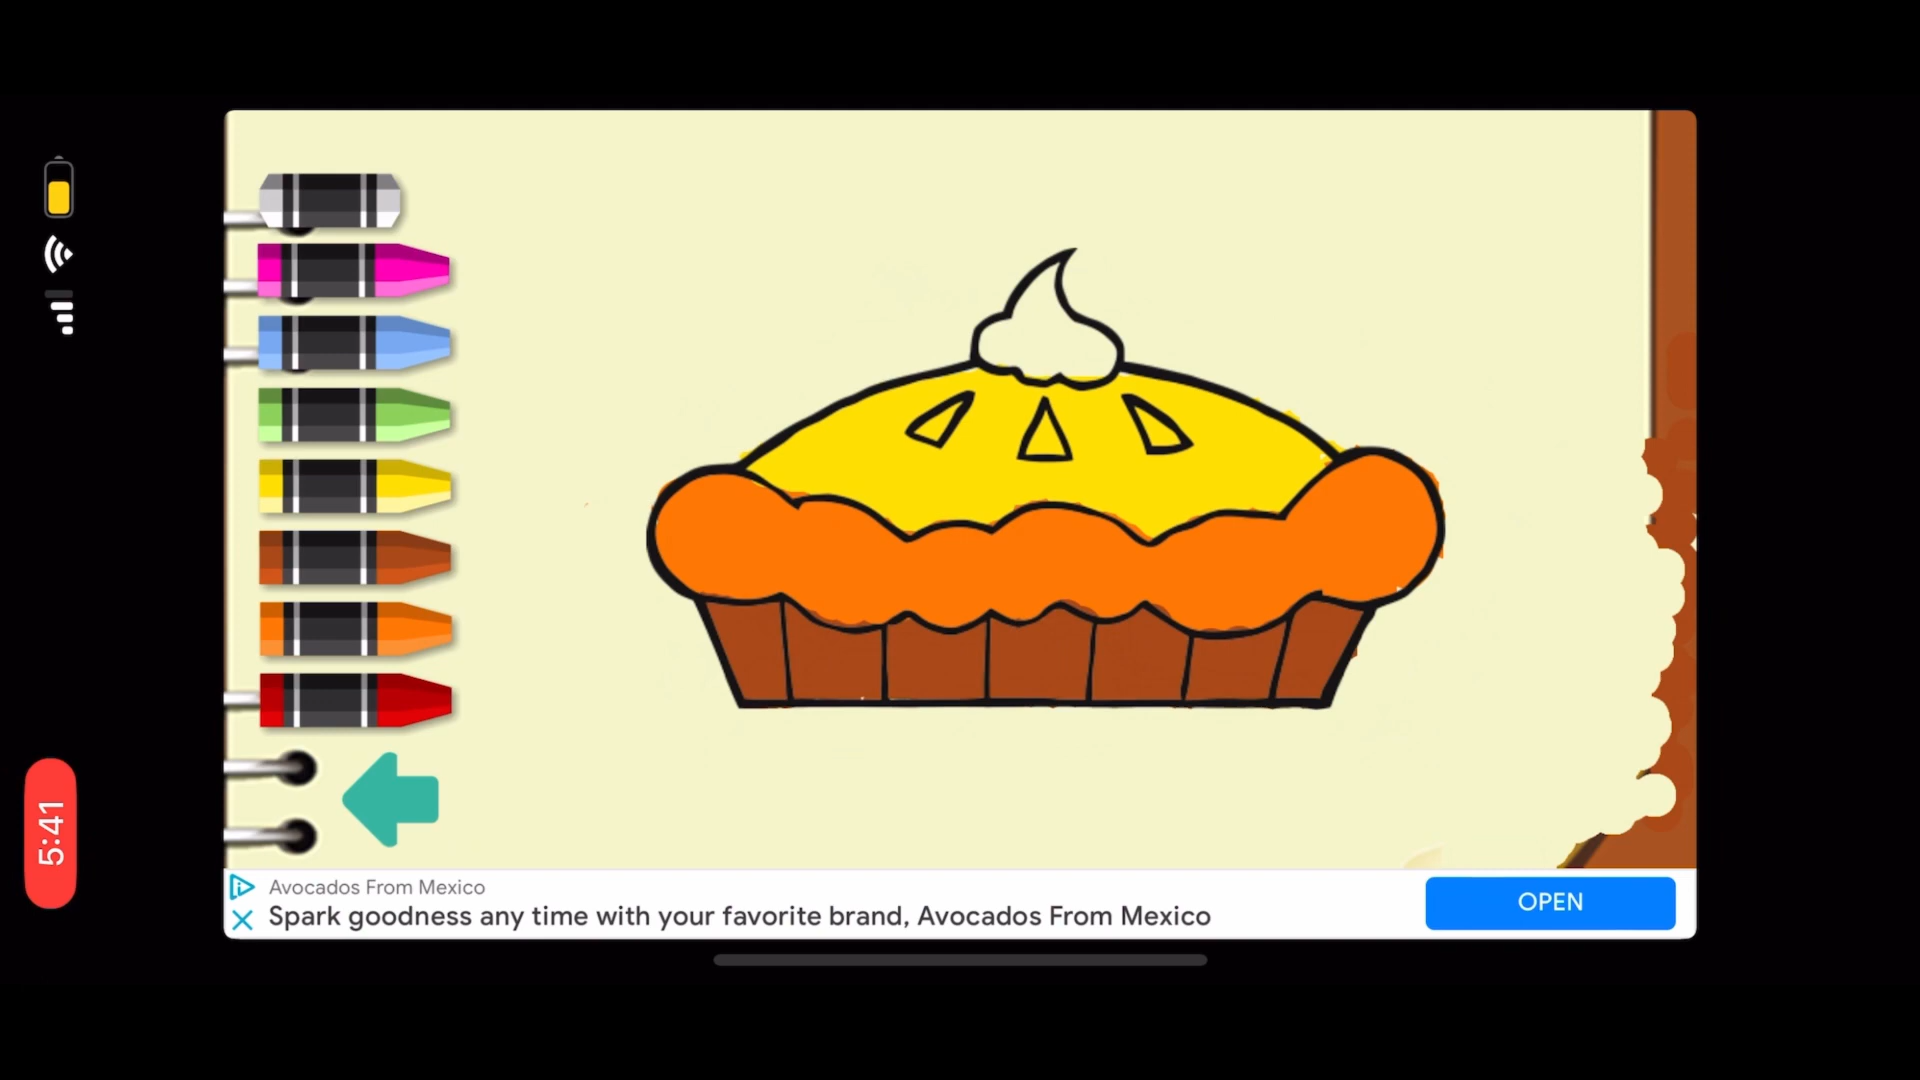 5:41
Avocados From Mexico
Spark goodness any time with your favorite brand, Avocados From Mexico
OPEN